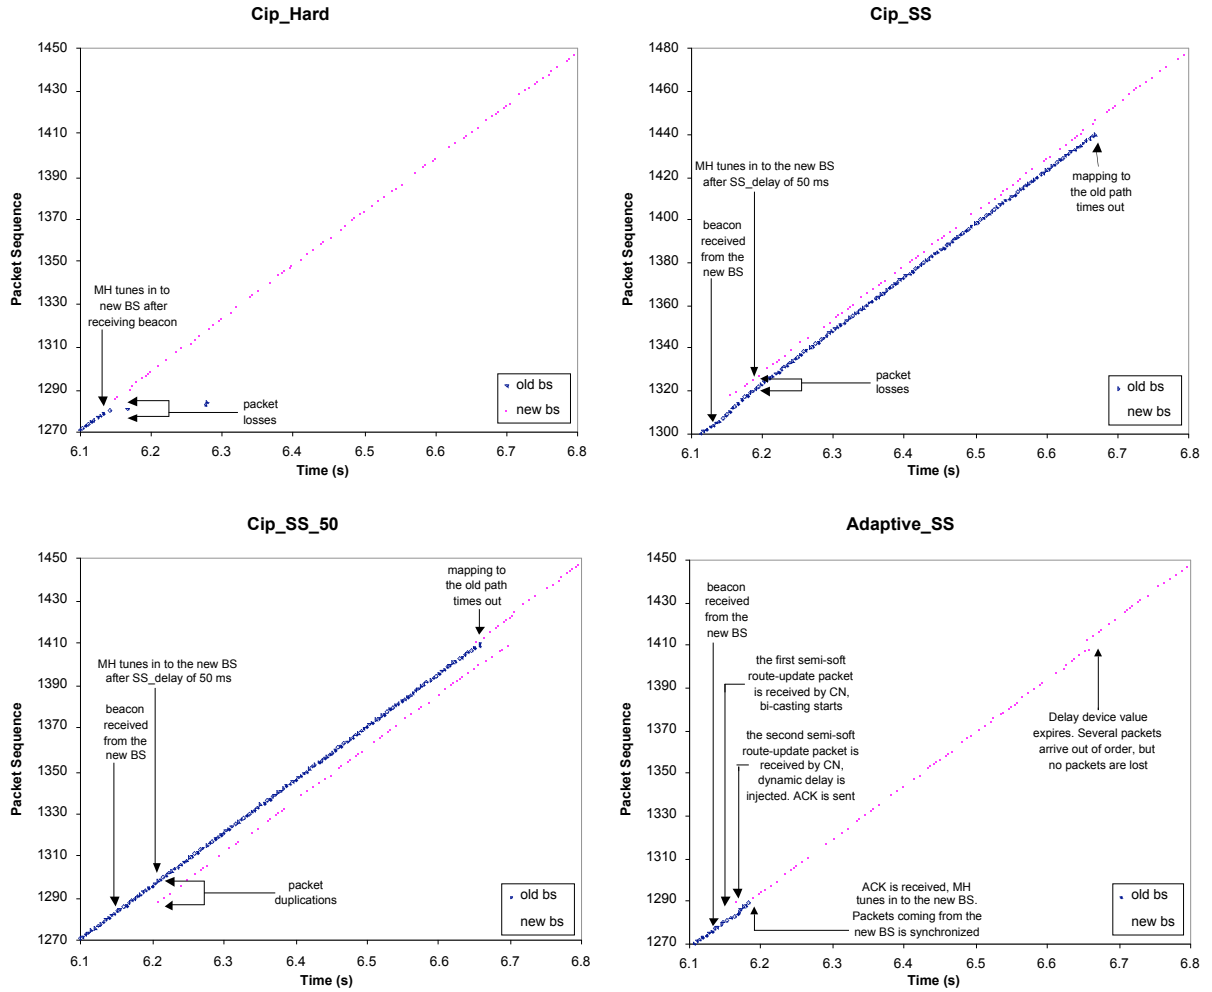 Cip_Hard
1450
1430
1410
1390
1370
1350
1330
1310
1290
1270
Packet Sequence
MH tunes in to
new BS after
receiving beacon
packet
losses
old bs
new bs
6.1 6.2 6.3 6.4 6.5 6.6 6.7 6.8
Time (s)
Cip_SS
1480
1460
1440
1420
1400
1380
1360
1340
1320
1300
Packet Sequence
MH tunes in to the new BS
after SS_delay of 50 ms
beacon
received
from the
new BS
mapping to
the old path
times out
packet
losses
old bs
new bs
6.1 6.2 6.3 6.4 6.5 6.6 6.7 6.8
Time (s)
Cip_SS_50
1450
1430
1410
1390
1370
1350
1330
1310
1290
1270
Packet Sequence
mapping to
the old path
times out
MH tunes in to the new BS
after SS_delay of 50 ms
beacon
received
from the
new BS
packet
duplications
old bs
new bs
6.1 6.2 6.3 6.4 6.5 6.6 6.7 6.8
Time (s)
Adaptive_SS
1450
1430
1410
1390
1370
1350
1330
1310
1290
1270
Packet Sequence
beacon
received
from the
new BS
the first semi-soft
route-update packet
is received by CN,
bi-casting starts
the second semi-soft
route-update packet is
received by CN,
dynamic delay is
injected. ACK is sent
Delay device value
expires. Several packets
arrive out of order, but
no packets are lost
ACK is received, MH
tunes in to the new BS.
Packets coming from the
new BS is synchronized
old bs
new bs
6.1 6.2 6.3 6.4 6.5 6.6 6.7 6.8
Time (s)